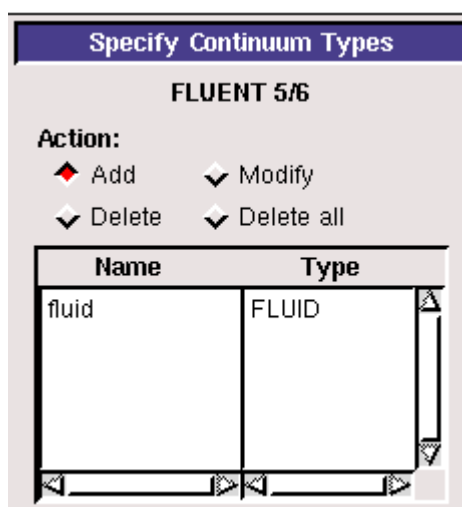 Specify Continuum Types
FLUENT 5/6
Action:
Add Modify
Delete Delete all
Name Type
fluid FLUID